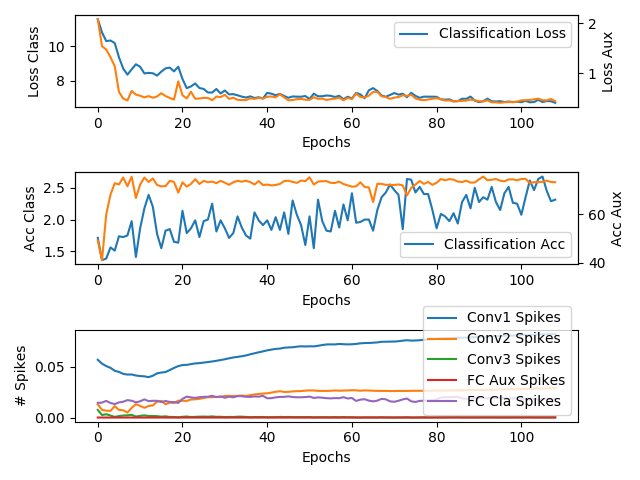 Classification Loss
Loss Class
Loss Aux
10
8
2
1
0 20 40 60 80 100
Epochs
Classification Acc
Acc Class
Acc Aux
2.5
2.0
1.5
60
40
0 20 40 60 80 100
Epochs
Conv1 Spikes
Conv2 Spikes
Conv3 Spikes
FC Aux Spikes
FC Cla Spikes
# Spikes
0.05
0.00
0 20 40 60 80 100
Epochs